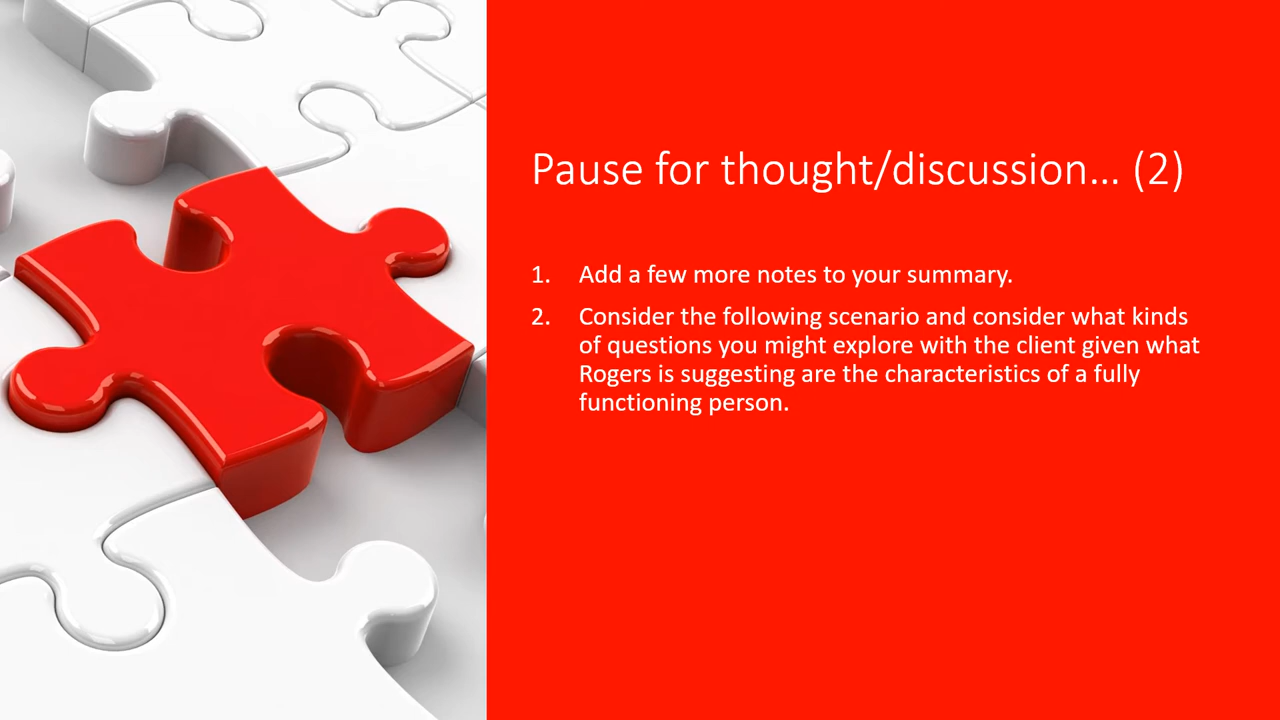 Pause for thought/discussion... (2)
1. Add a few more notes to your summary.
2. Consider the following scenario and consider what kinds
of questions you might explore with the client given what
Rogers is suggesting are the characteristics of a fully
functioning person.